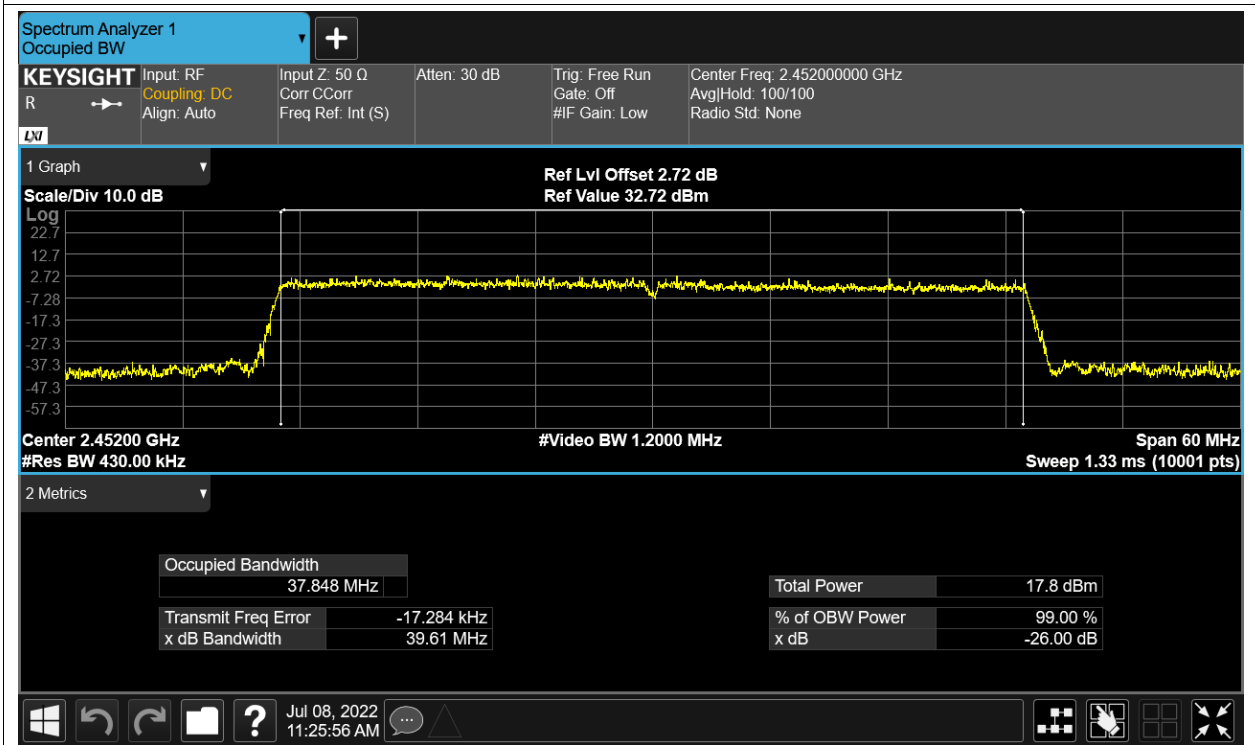 Spectrum Analyzer 1
Occupied BW
+
KEYSIGHT
R
LXI
Input: RF
Coupling: DC
Align: Auto
Input Z: 50 Ω
Corr CCorr
Freq Ref: Int (S)
Atten: 30 dB
Trig: Free Run
Gate: Off
#IF Gain: Low
Center Freq: 2.452000000 GHz
Avg|Hold: 100/100
Radio Std: None
1 Graph
Scale/Div 10.0 dB
Ref Lvl Offset 2.72 dB
Ref Value 32.72 dBm
Log
22.7
12.7
2.72
-7.28
-17.3
-27.3
-37.3
-47.3
-57.3
Center 2.45200 GHz
#Video BW 1.2000 MHz
Span 60 MHz
#Res BW 430.00 kHz
Sweep 1.33 ms (10001 pts)
2 Metrics
Occupied Bandwidth
37.848 MHz
Total Power 17.8 dBm
Transmit Freq Error -17.284 kHz
% of OBW Power 99.00 %
x dB Bandwidth 39.61 MHz
x dB -26.00 dB
?
Jul 08, 2022
11:25:56 AM